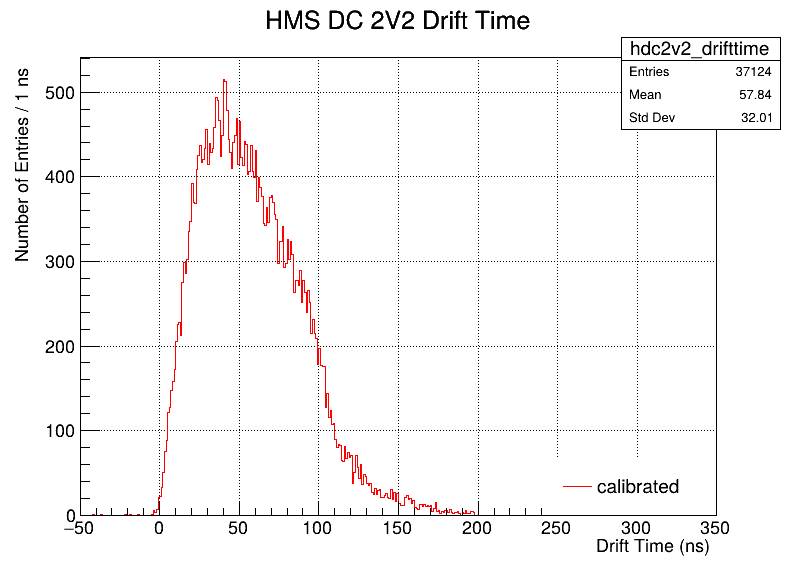 HMS DC 2V2 Drift Time
hdc2v2_drifttime
Entries 37124
Mean 57.84
Std Dev 32.01
Number of Entries / 1 ns
500
400
300
200
100
0
−50 0 50 100 150 200 250 300 350
Drift Time (ns)
calibrated